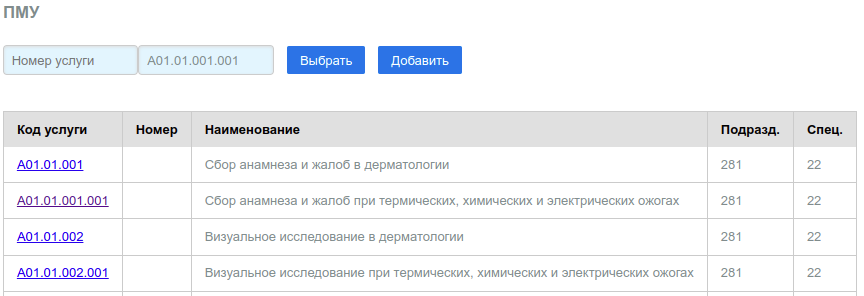 ПМУ
Номер услуги A01.01.001.001 Выбрать Добавить
Код услуги Номер Наименование Подразд. Спец.
A01.01.001 Сбор анамнеза и жалоб в дерматологии 281 22
A01.01.001.001 Сбор анамнеза и жалоб при термических, химических и электрических ожогах 281 22
A01.01.002 Визуальное исследование в дерматологии 281 22
A01.01.002.001 Визуальное исследование при термических, химических и электрических ожогах 281 22